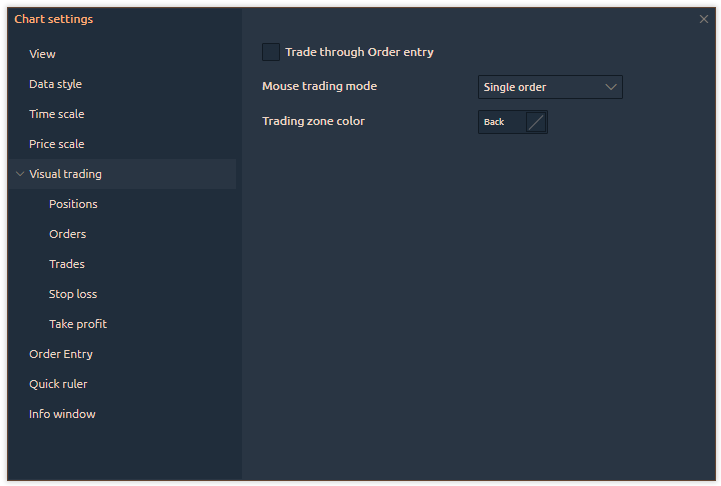 Chart settings
View
Data style
Time scale
Price scale
Visual trading
Positions
Orders
Trades
Stop loss
Take profit
Order Entry
Quick ruler
Info window
Trade through Order entry
Mouse trading mode Single order
Trading zone color Back